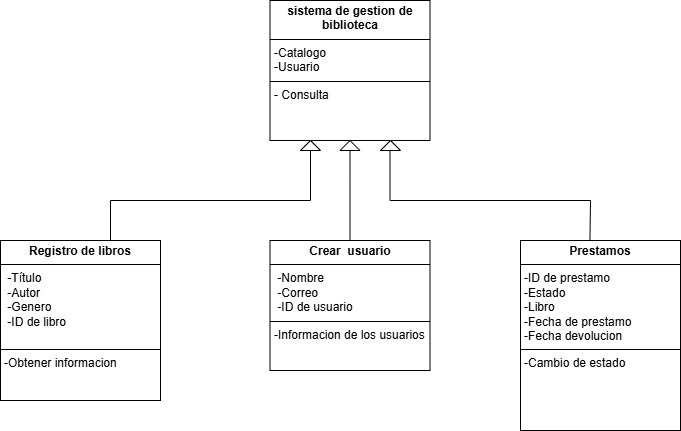 sistema de gestion de
biblioteca
-Catalogo
-Usuario
- Consulta
Registro de libros
-Título
-Autor
-Genero
-ID de libro
-Obtener informacion
Crear usuario
-Nombre
-Correo
-ID de usuario
-Informacion de los usuarios
Prestamos
-ID de prestamo
-Estado
-Libro
-Fecha de prestamo
-Fecha devolucion
-Cambio de estado